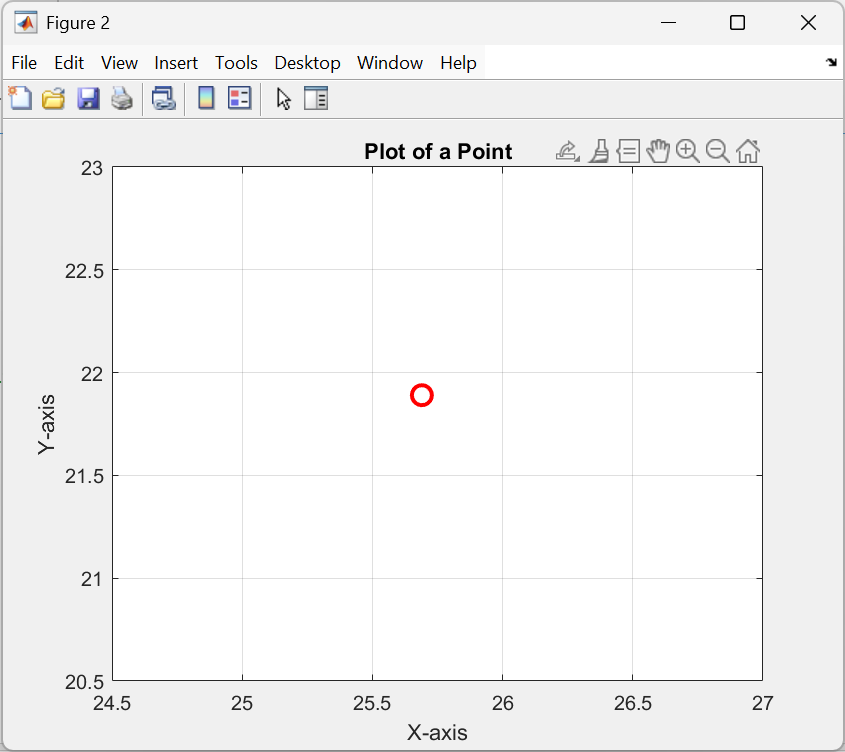 Figure 2
File Edit View Insert Tools Desktop Window Help
Plot of a Point
23
22.5
22
21.5
21
20.5
Y-axis
24.5 25 25.5 26 26.5 27
X-axis